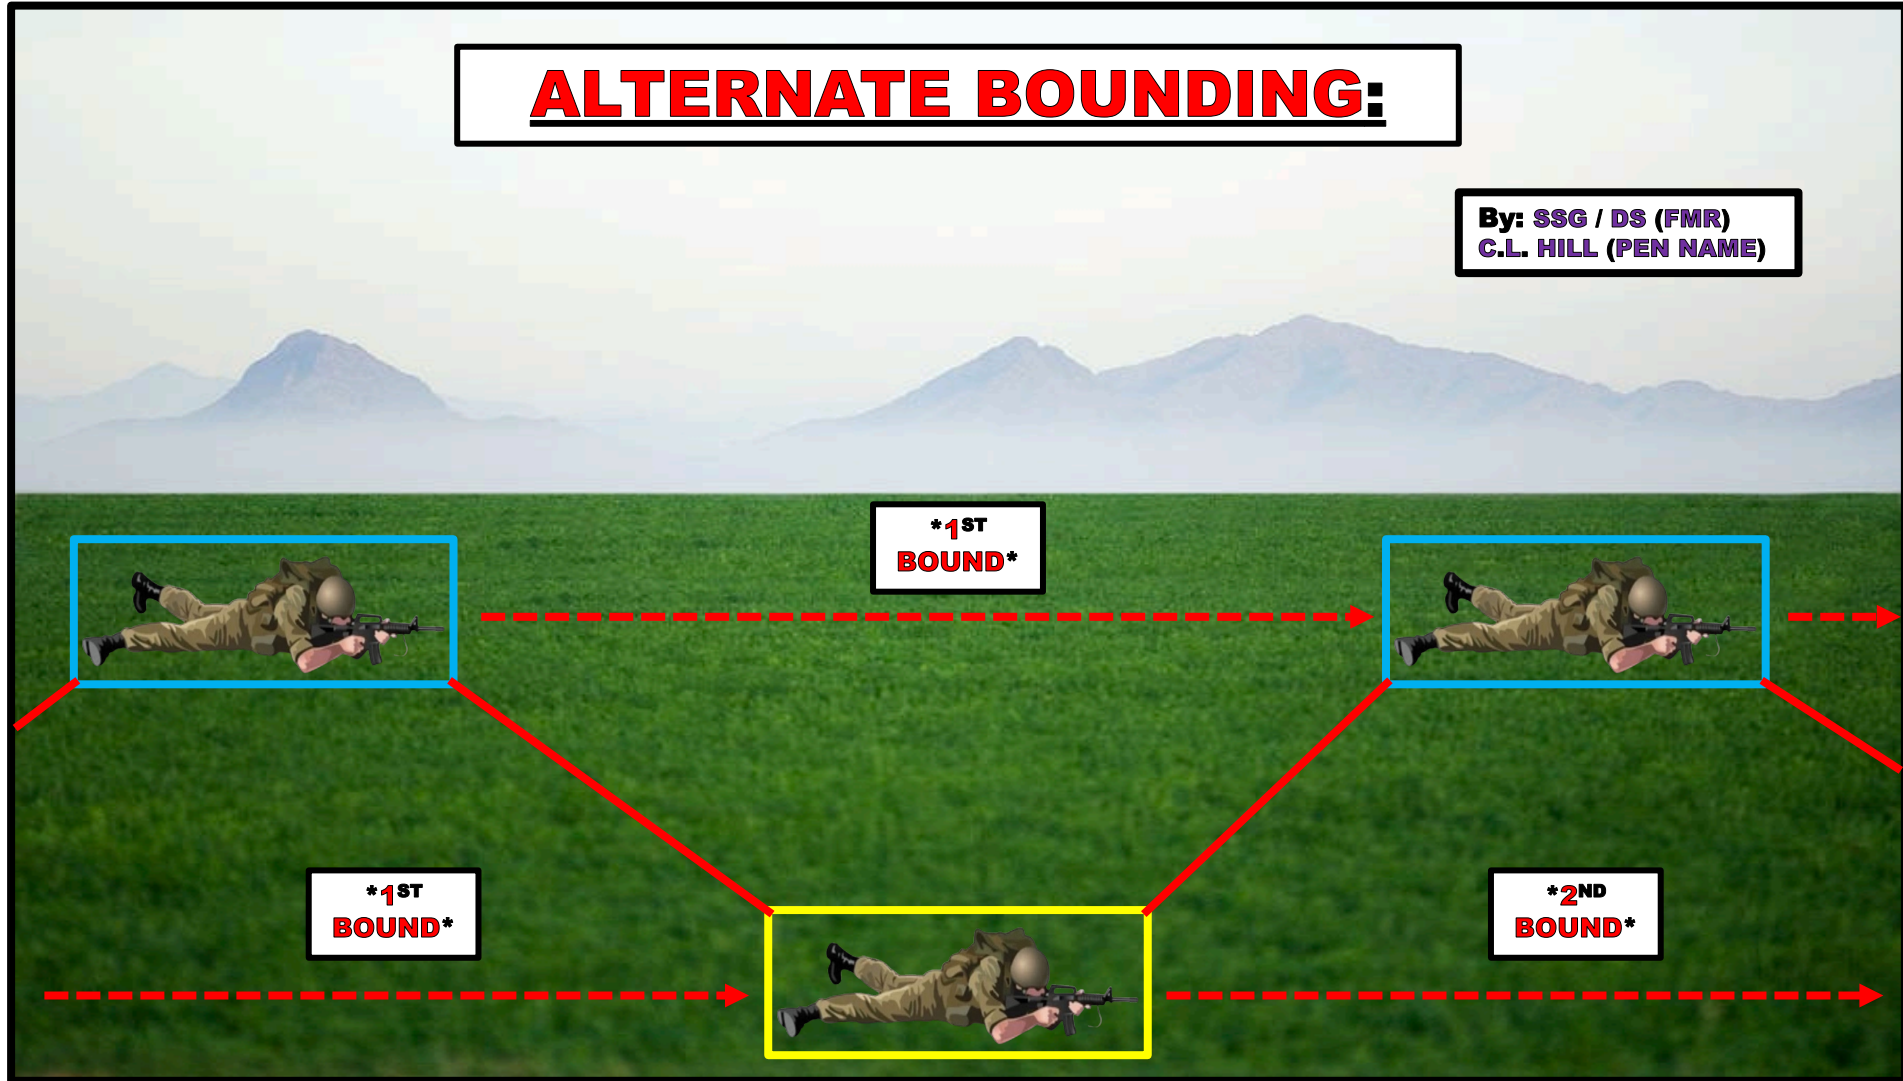 ALTERNATE BOUNDING:
By: SSG / DS (FMR)
C.L. HILL (PEN NAME)
*1ST
BOUND*
*1ST
BOUND*
*2ND
BOUND*